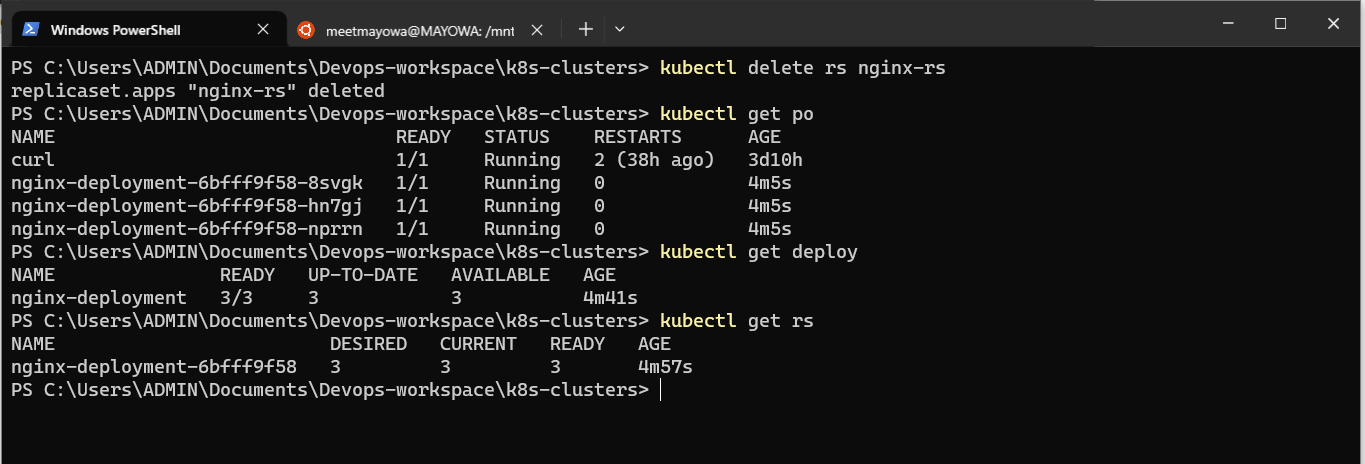 Windows PowerShell
meetmayowa@MAYOWA: /mnt
PS C:\Users\ADMIN\Documents\Devops-workspace\k8s-clusters> kubectl delete rs nginx-rs
replicaset.apps "nginx-rs" deleted
PS C:\Users\ADMIN\Documents\Devops-workspace\k8s-clusters> kubectl get po
NAME READY STATUS RESTARTS AGE
curl 1/1 Running 2 (38h ago) 3d10h
nginx-deployment-6bfff9f58-8svgk 1/1 Running 0 4m5s
nginx-deployment-6bfff9f58-hn7gj 1/1 Running 0 4m5s
nginx-deployment-6bfff9f58-nprrn 1/1 Running 0 4m5s
PS C:\Users\ADMIN\Documents\Devops-workspace\k8s-clusters> kubectl get deploy
NAME READY UP-TO-DATE AVAILABLE AGE
nginx-deployment 3/3 3 3 4m41s
PS C:\Users\ADMIN\Documents\Devops-workspace\k8s-clusters> kubectl get rs
NAME DESIRED CURRENT READY AGE
nginx-deployment-6bfff9f58 3 3 3 4m57s
PS C:\Users\ADMIN\Documents\Devops-workspace\k8s-clusters>